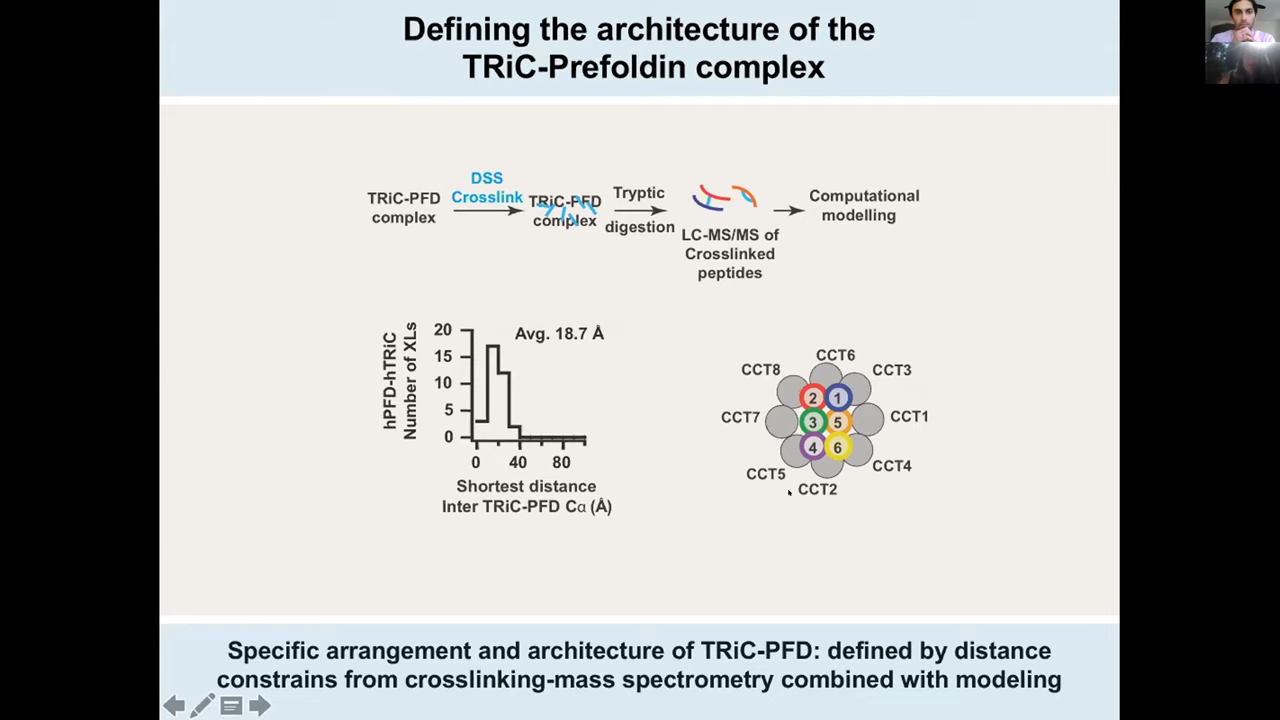 Defining the architecture of the
TRiC-Prefoldin complex
TRiC-PFD
complex
DSS
Crosslink
TRiC-PFD
complex
Tryptic
digestion
LC-MS/MS of
Crosslinked
peptides
Computational
modelling
hPFD-hTRiC
Number of XLs
20
15
10
5
0
Avg. 18.7 Å
0 40 80
Shortest distance
Inter TRiC-PFD Cα (Å)
CCT6
CCT8 CCT3
CCT7 CCT1
CCT5 CCT4
CCT2
2 1
3 5
4 6
Specific arrangement and architecture of TRiC-PFD: defined by distance
constrains from crosslinking-mass spectrometry combined with modeling